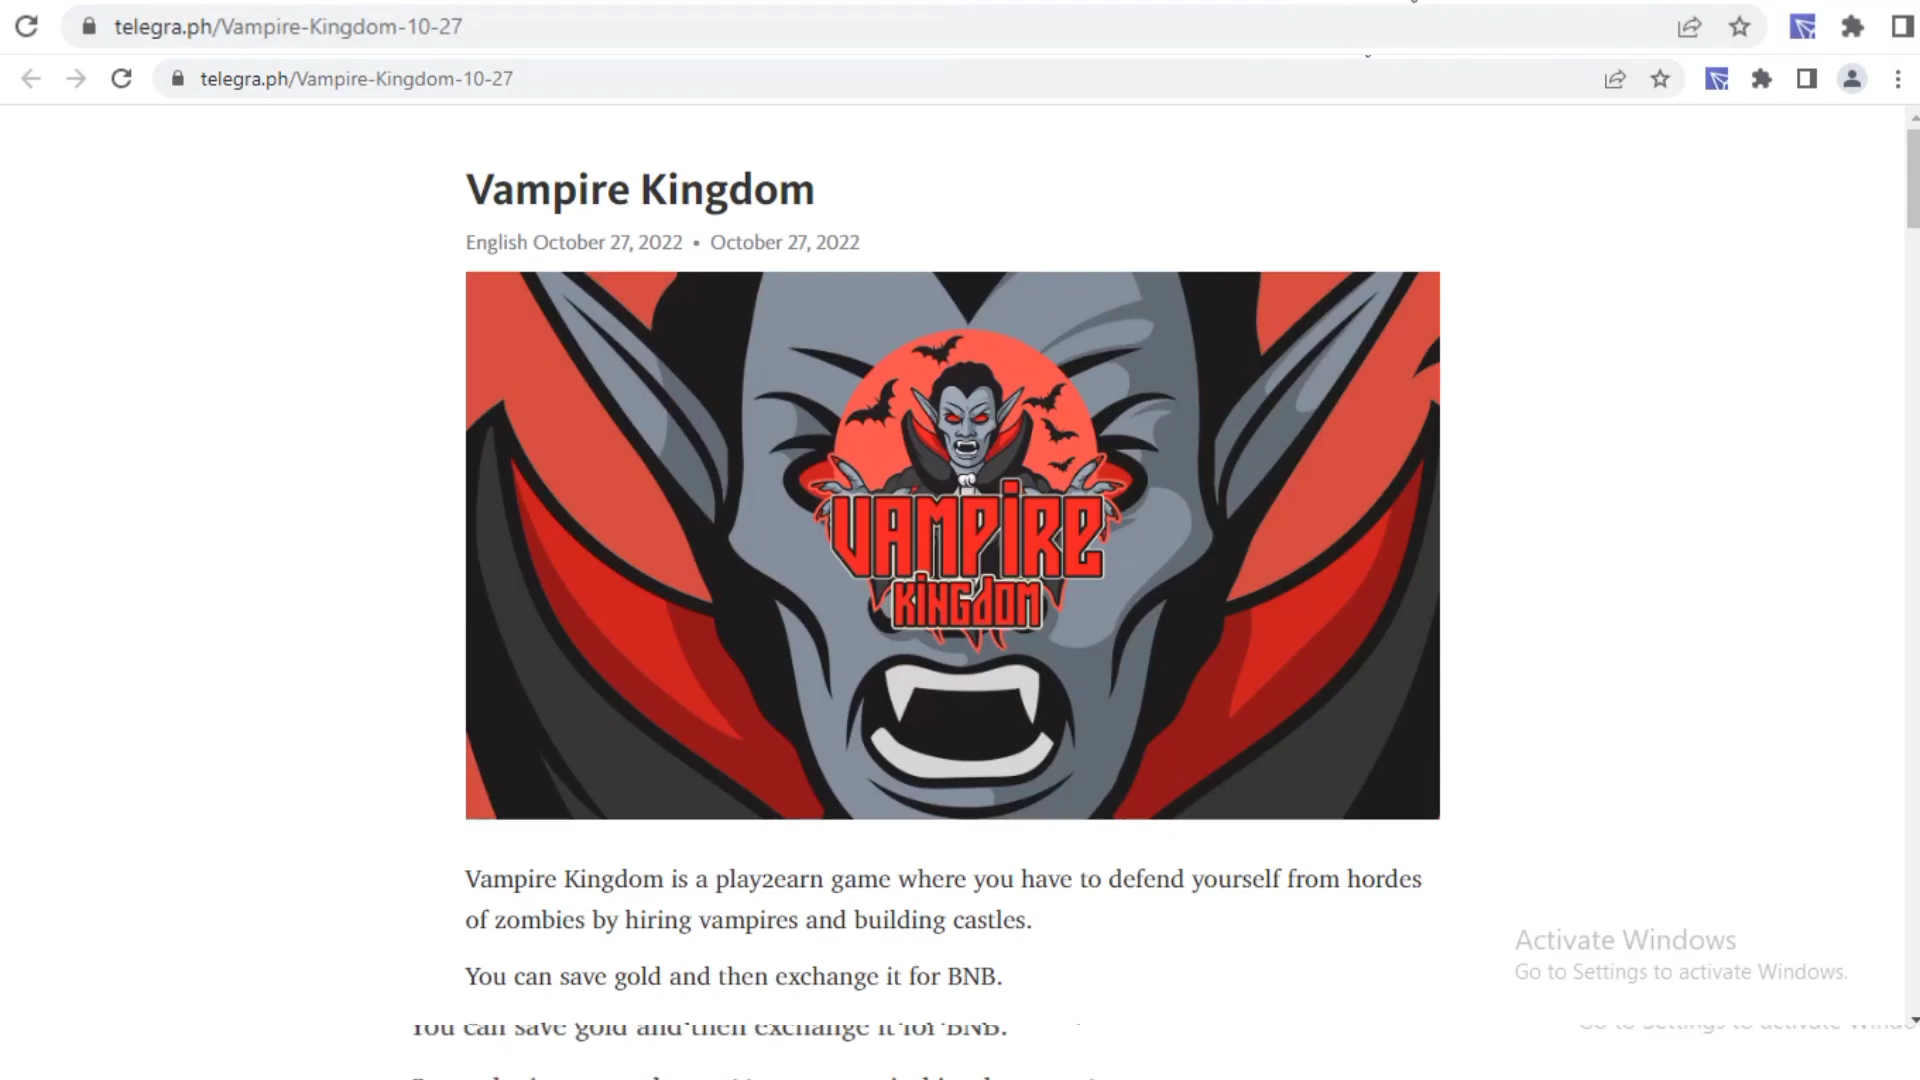 telegra.ph/Vampire-Kingdom-10-27
telegra.ph/Vampire-Kingdom-10-27
Vampire Kingdom
English October 27, 2022 • October 27, 2022
VAMPIRE
KINGDOM
Vampire Kingdom is a play2earn game where you have to defend yourself from hordes
of zombies by hiring vampires and building castles.
Activate Windows
Go to Settings to activate Windows.
You can save gold and then exchange it for BNB.
You can save gold and then exchange it for BNB.